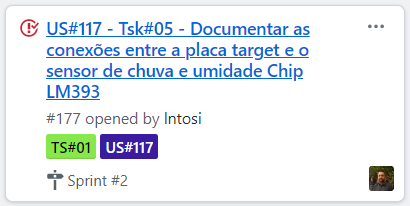 US#117 - Tsk#05 - Documentar as
conexões entre a placa target e o
sensor de chuva e umidade Chip
LM393
#177 opened by Intosi
TS#01 US#117
Sprint #2